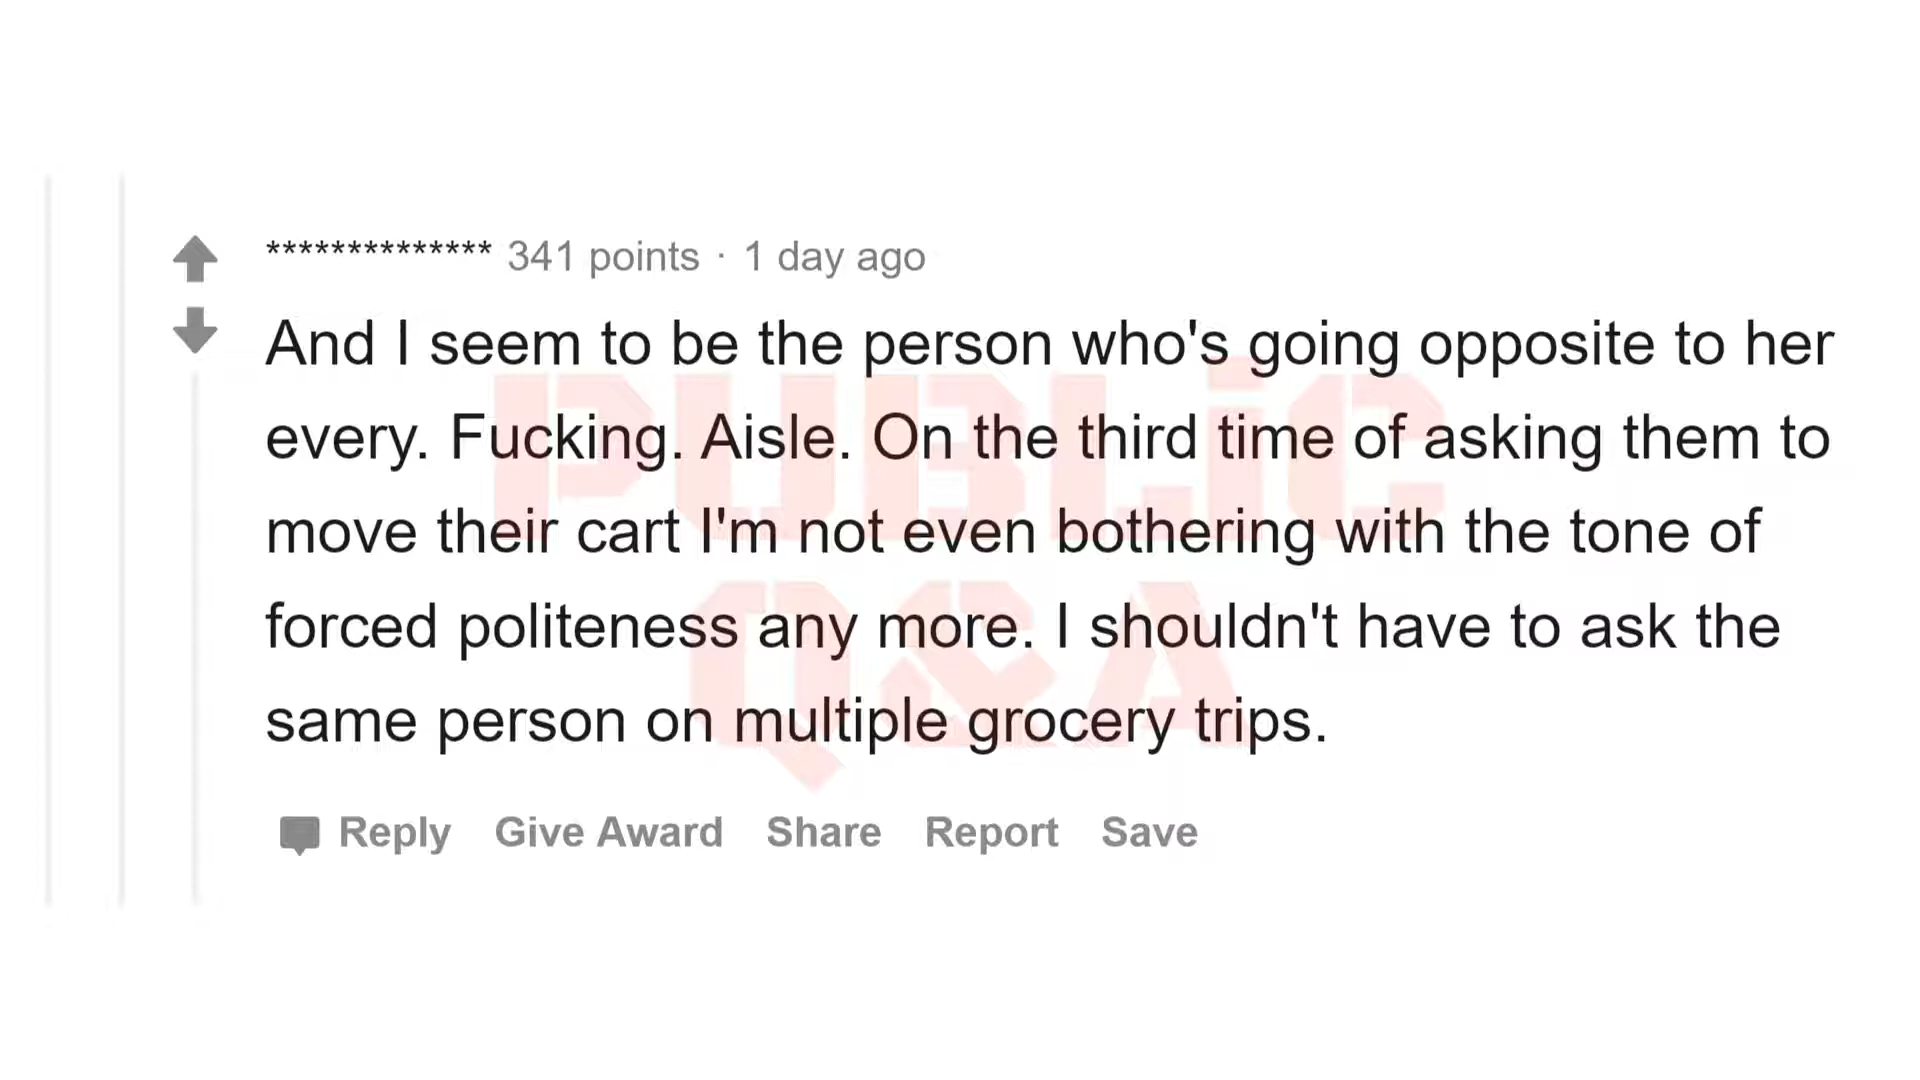 ************** 341 points · 1 day ago
And I seem to be the person who's going opposite to her
every. Fucking. Aisle. On the third time of asking them to
move their cart I'm not even bothering with the tone of
forced politeness any more. I shouldn't have to ask the
same person on multiple grocery trips.
PUBLiC
Q&A
Reply Give Award Share Report Save